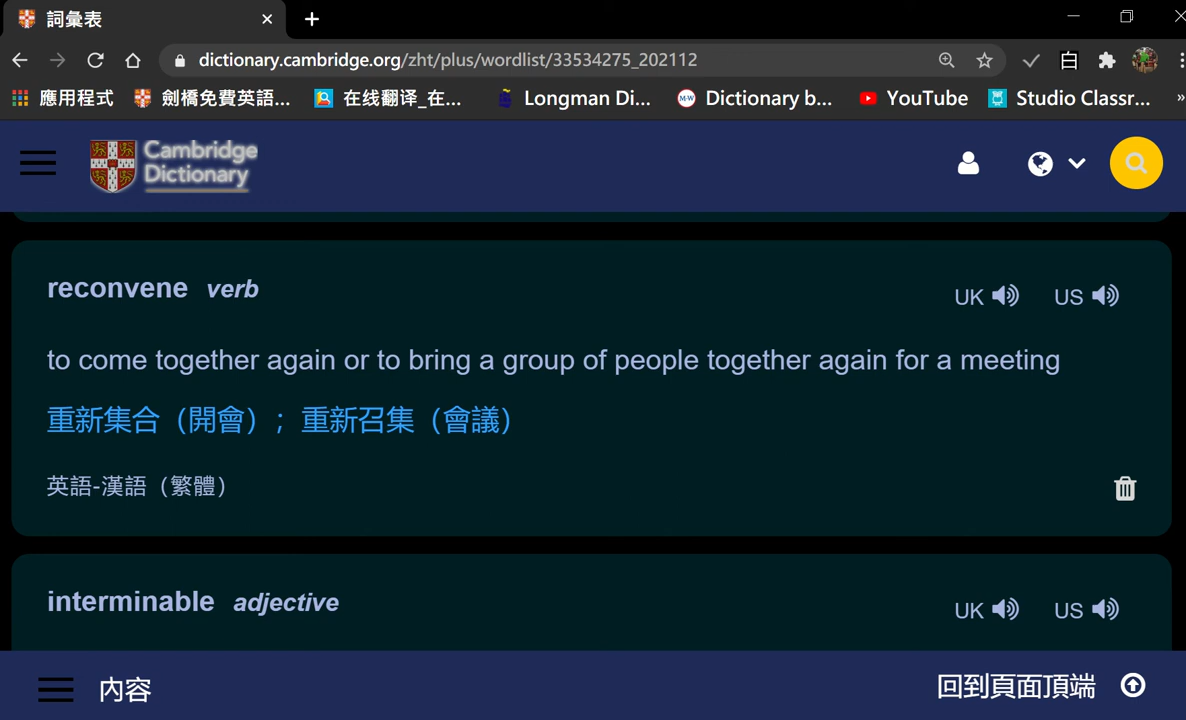 詞彙表
dictionary.cambridge.org/zht/plus/wordlist/33534275_202112
白
應用程式 劍橋免費英語... 在线翻译_在... Longman Di... M-W Dictionary b... YouTube Studio Classr... »
Cambridge
Dictionary
reconvene verb UK US
to come together again or to bring a group of people together again for a meeting
重新集合（開會）；重新召集（會議）
英語-漢語（繁體）
interminable adjective UK US
內容 回到頁面頂端